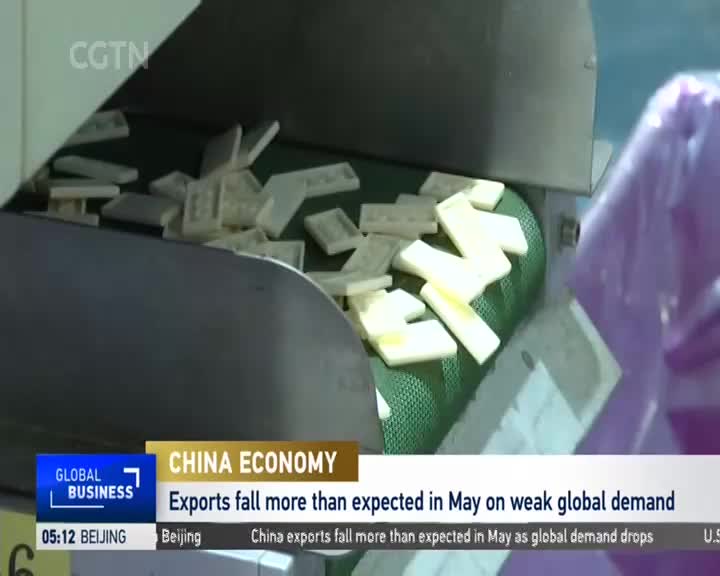 CGTN
CHINA ECONOMY
GLOBAL
BUSINESS
Exports fall more than expected in May on weak global demand
05:12 BEIJING
Beijing China exports fall more than expected in May as global demand drops U.S
6